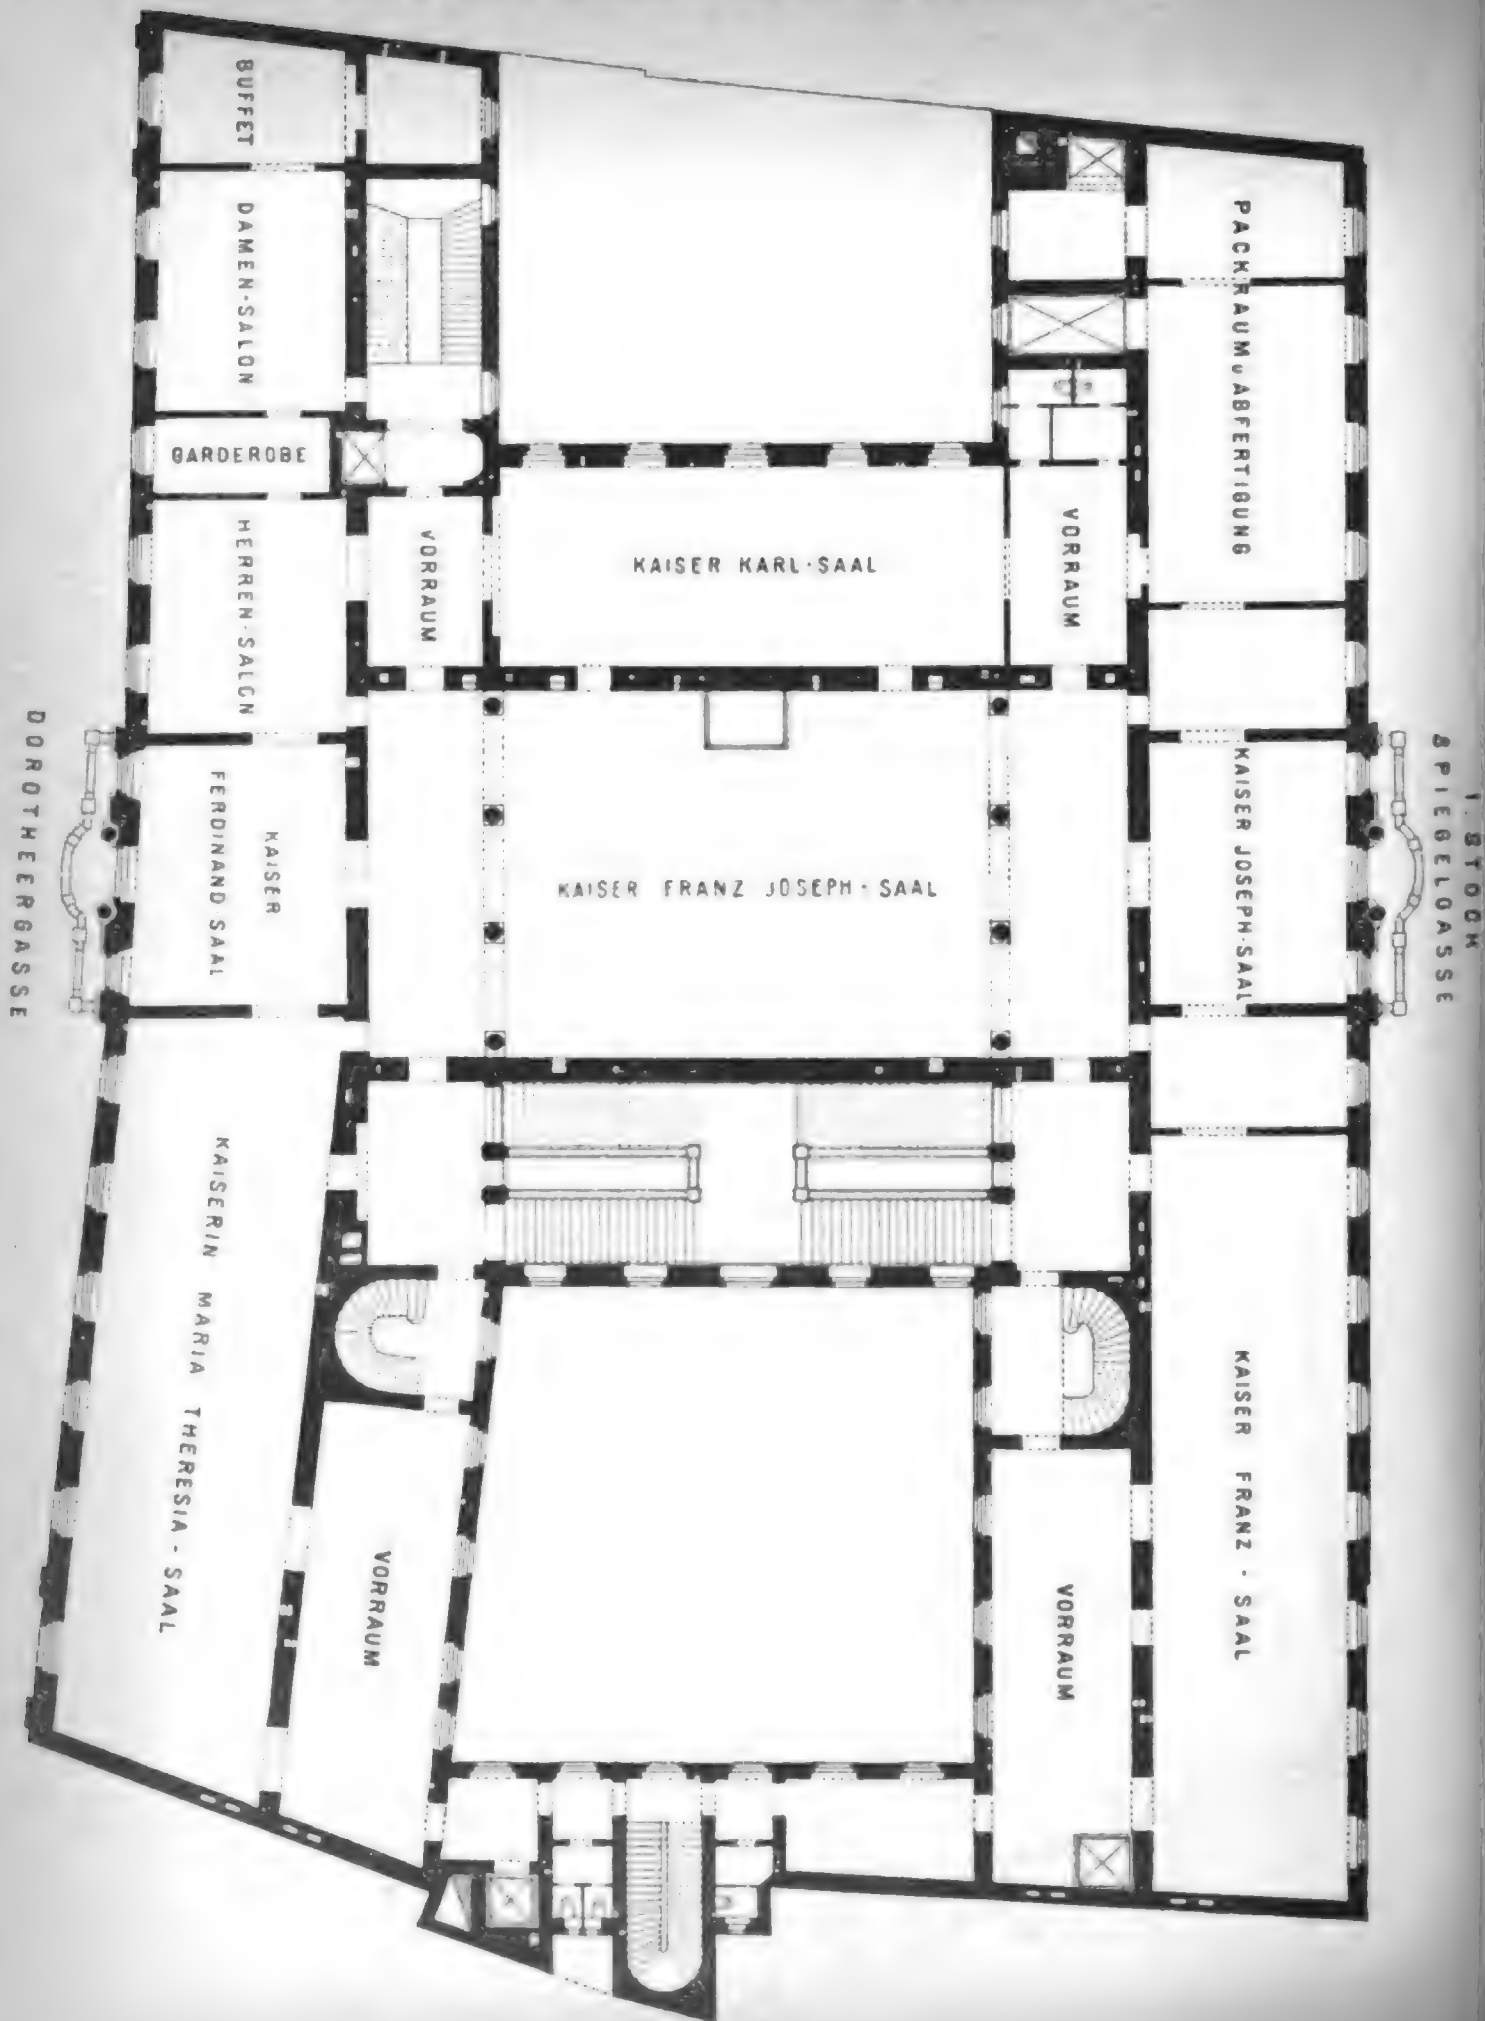 I. STOCK
SPIEGELGASSE
BUFFET
DAMEN-SALON
GARDEROBE
HERREN-SALON
VORRAUM
KAISER KARL-SAAL
VORRAUM
PACKRAUM U ABFERTIGUNG
KAISER
FERDINAND SAAL
KAISER FRANZ JOSEPH-SAAL
KAISER JOSEPH-SAAL
DOROTHEERGASSE
KAISERIN MARIA THERESIA-SAAL
VORRAUM
VORRAUM
KAISER FRANZ-SAAL